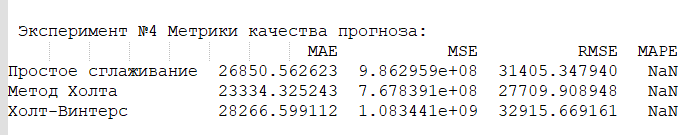 Эксперимент №4 Метрики качества прогноза:
MAE MSE RMSE MAPE
Простое сглаживание 26850.562623 9.862959e+08 31405.347940 NaN
Метод Холта 23334.325243 7.678391e+08 27709.908948 NaN
Холт-Винтерс 28266.599112 1.083441e+09 32915.669161 NaN